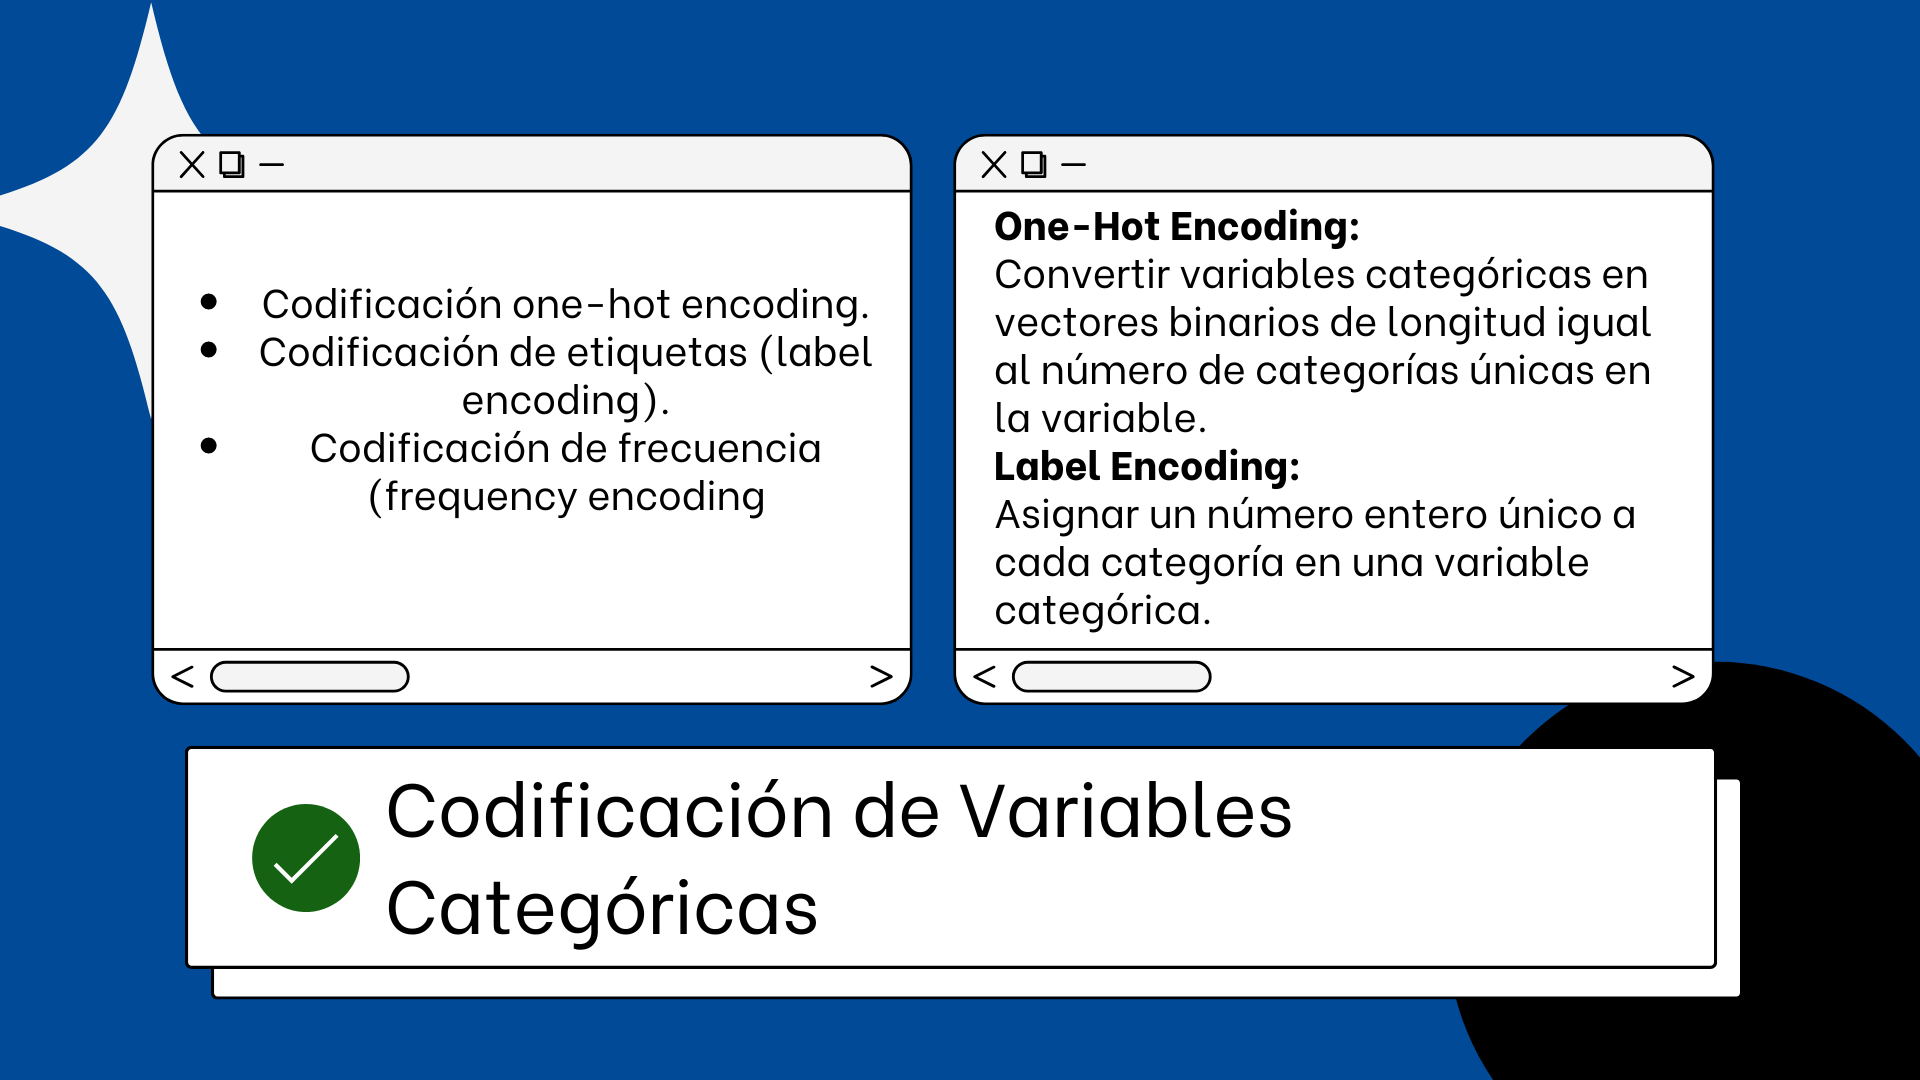 • Codificación one-hot encoding.
• Codificación de etiquetas (label
encoding).
• Codificación de frecuencia
(frequency encoding
One-Hot Encoding:
Convertir variables categóricas en
vectores binarios de longitud igual
al número de categorías únicas en
la variable.
Label Encoding:
Asignar un número entero único a
cada categoría en una variable
categórica.
Codificación de Variables
Categóricas